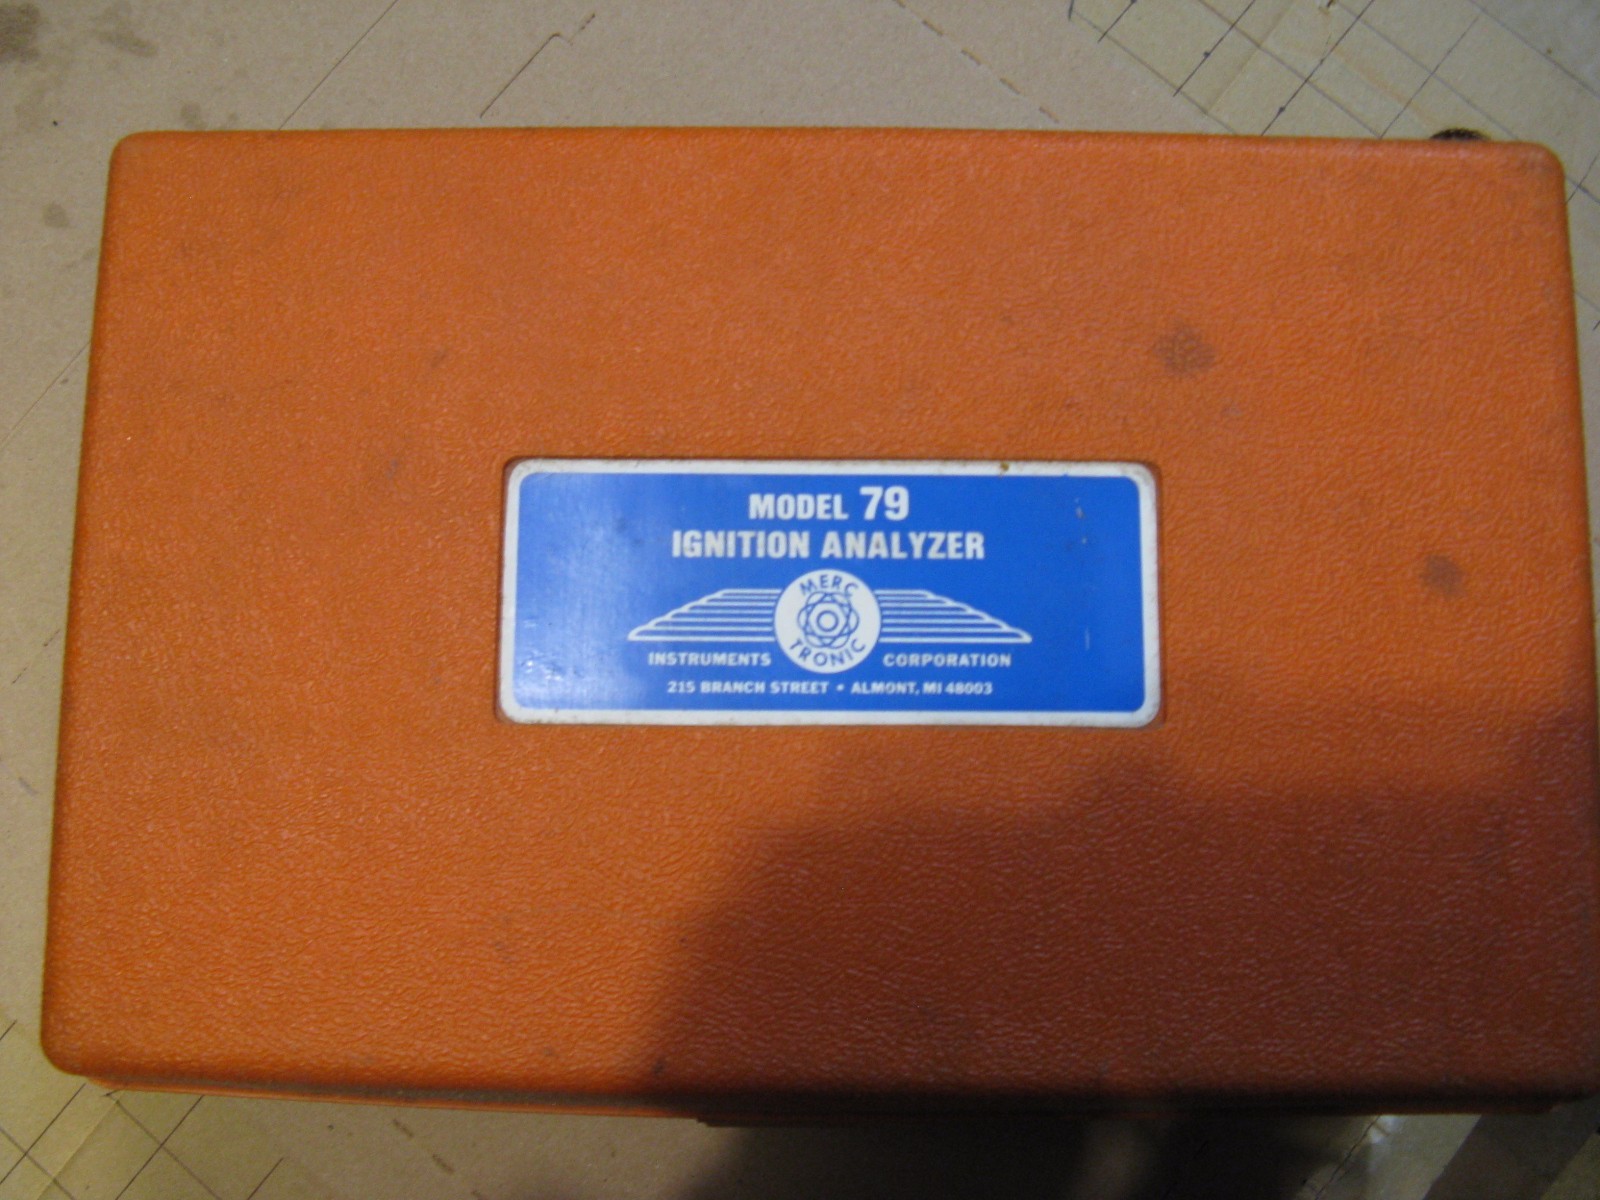 MODEL 79
IGNITION ANALYZER
MERC
TRONIC
INSTRUMENTS CORPORATION
215 BRANCH STREET • ALMONT, MI 48003